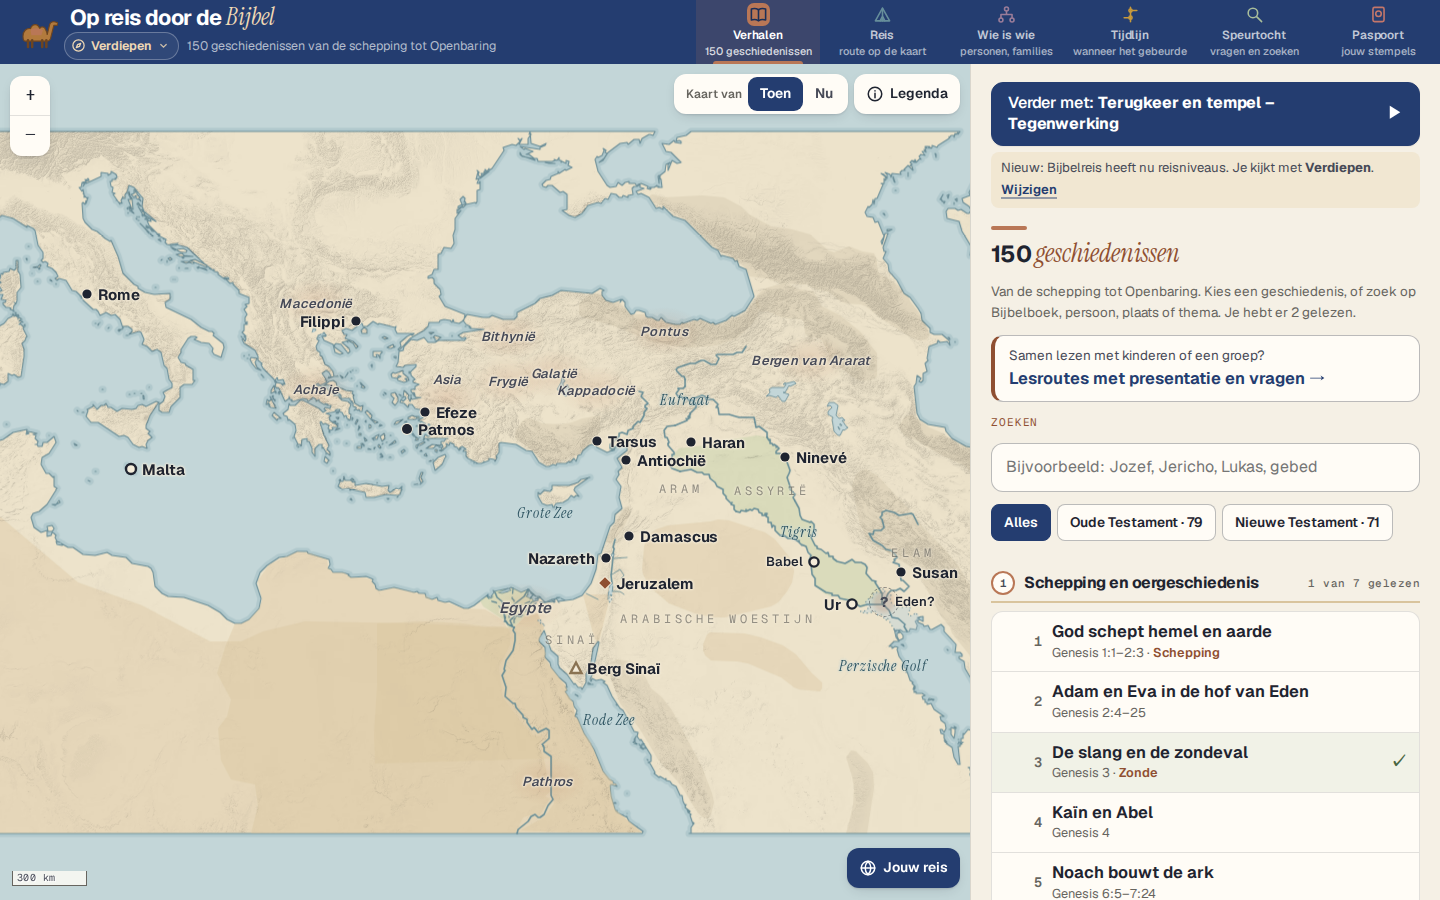 Op reis door de Bijbel
Verdiepen
150 geschiedenissen van de schepping tot Openbaring
Verhalen
150 geschiedenissen
Reis
route op de kaart
Wie is wie
personen, families
Tijdlijn
wanneer het gebeurde
Speurtocht
vragen en zoeken
Paspoort
jouw stempels
+
−
Kaart van Toen Nu
Legenda
Rome
Macedonië
Filippi
Bithynië
Pontus
Bergen van Ararat
Achaje
Asia
Frygië
Galatië
Kappadocië
Eufraat
Efeze
Patmos
Tarsus
Haran
Antiochië
Ninevé
Malta
ARAM
ASSYRIË
Grote Zee
Tigris
Damascus
Nazareth
Babel
ELAM
Susan
Jeruzalem
Egypte
Ur
? Eden?
ARABISCHE WOESTIJN
SINAÏ
Berg Sinaï
Perzische Golf
Rode Zee
Pathros
300 km
Jouw reis
Verder met: Terugkeer en tempel –
Tegenwerking
Nieuw: Bijbelreis heeft nu reisniveaus. Je kijkt met Verdiepen.
Wijzigen
150 geschiedenissen
Van de schepping tot Openbaring. Kies een geschiedenis, of zoek op
Bijbelboek, persoon, plaats of thema. Je hebt er 2 gelezen.
Samen lezen met kinderen of een groep?
Lesroutes met presentatie en vragen →
ZOEKEN
Bijvoorbeeld: Jozef, Jericho, Lukas, gebed
Alles
Oude Testament · 79
Nieuwe Testament · 71
1 Schepping en oergeschiedenis 1 van 7 gelezen
1 God schept hemel en aarde
Genesis 1:1–2:3 · Schepping
2 Adam en Eva in de hof van Eden
Genesis 2:4–25
3 De slang en de zondeval ✓
Genesis 3 · Zonde
4 Kaïn en Abel
Genesis 4
5 Noach bouwt de ark
Genesis 6:5–7:24